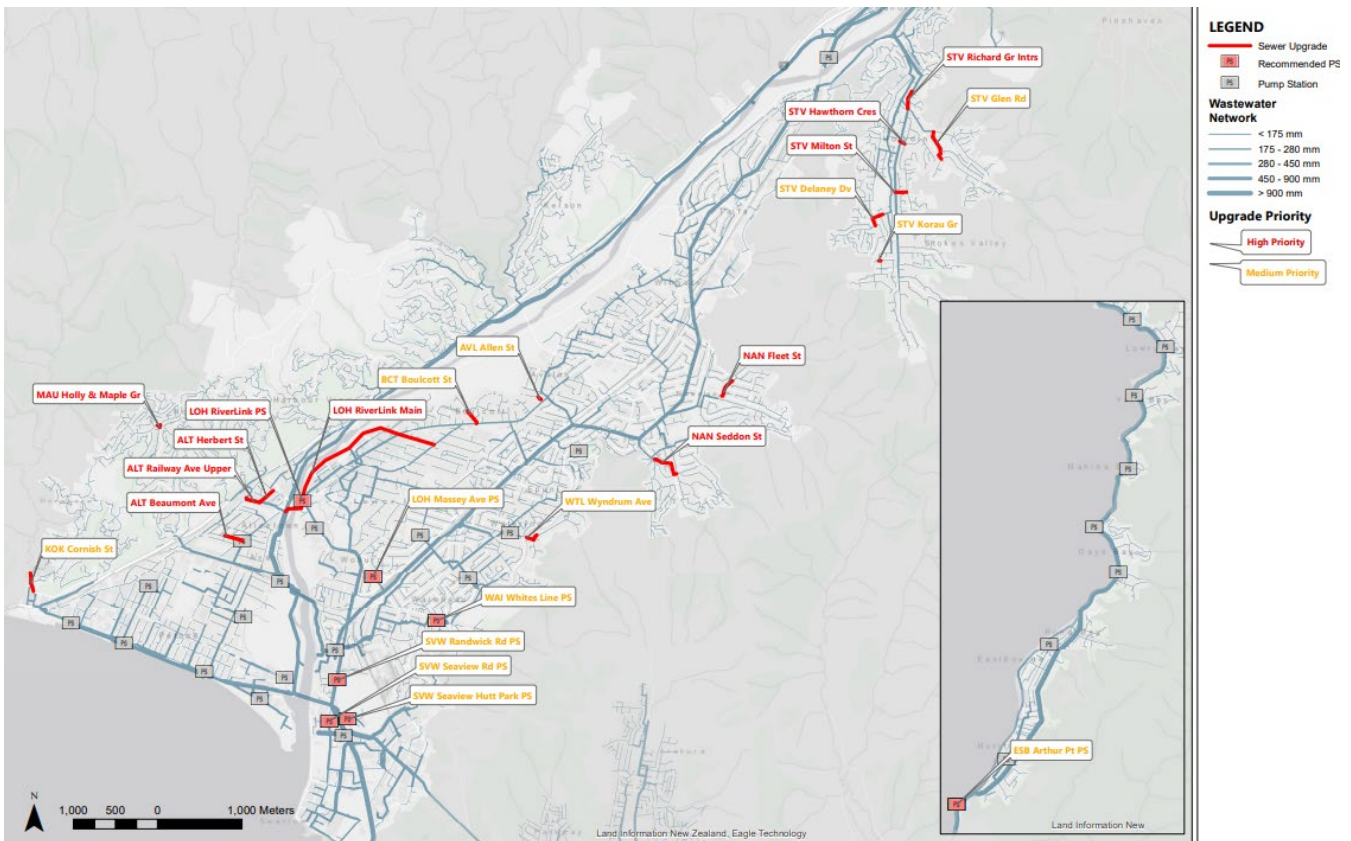 STV Richard Gr Intrs
STV Glen Rd
STV Hawthorn Cres
STV Milton St
STV Delaney Dv
STV Korau Gr
Stokes Valley
Kelson
AVL Allen St
BCT Boulcott St
NAN Fleet St
MAU Holly & Maple Gr
LOH RiverLink PS
LOH RiverLink Main
ALT Herbert St
NAN Seddon St
ALT Railway Ave Upper
ALT Beaumont Ave
LOH Massey Ave PS
WTL Wyndrum Ave
KOK Cornish St
WAI Whites Line PS
SVW Randwick Rd PS
SVW Seaview Rd PS
SVW Seaview Hutt Park PS
ESB Arthur Pt PS
N
1,000 500 0 1,000 Meters
Land Information New Zealand, Eagle Technology
Land Information New
LEGEND
Sewer Upgrade
PS Recommended PS
PS Pump Station
Wastewater
Network
< 175 mm
175 - 280 mm
280 - 450 mm
450 - 900 mm
> 900 mm
Upgrade Priority
High Priority
Medium Priority